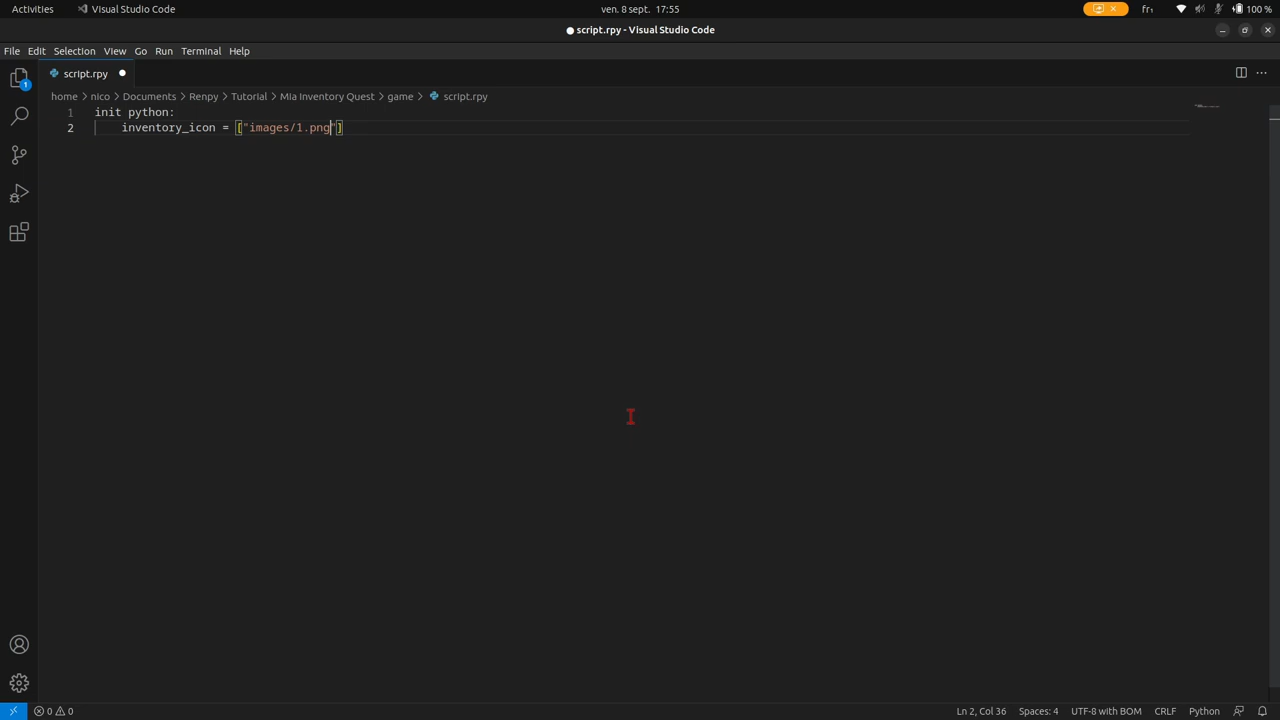 Activities Visual Studio Code ven. 8 sept. 17:55 fr₁ 100 %
script.rpy - Visual Studio Code
File Edit Selection View Go Run Terminal Help
script.rpy
home > nico > Documents > Renpy > Tutorial > Mia Inventory Quest > game > script.rpy
1 init python:
2 inventory_icon = ["images/1.png"]
1
0 0 Ln 2, Col 36 Spaces: 4 UTF-8 with BOM CRLF Python